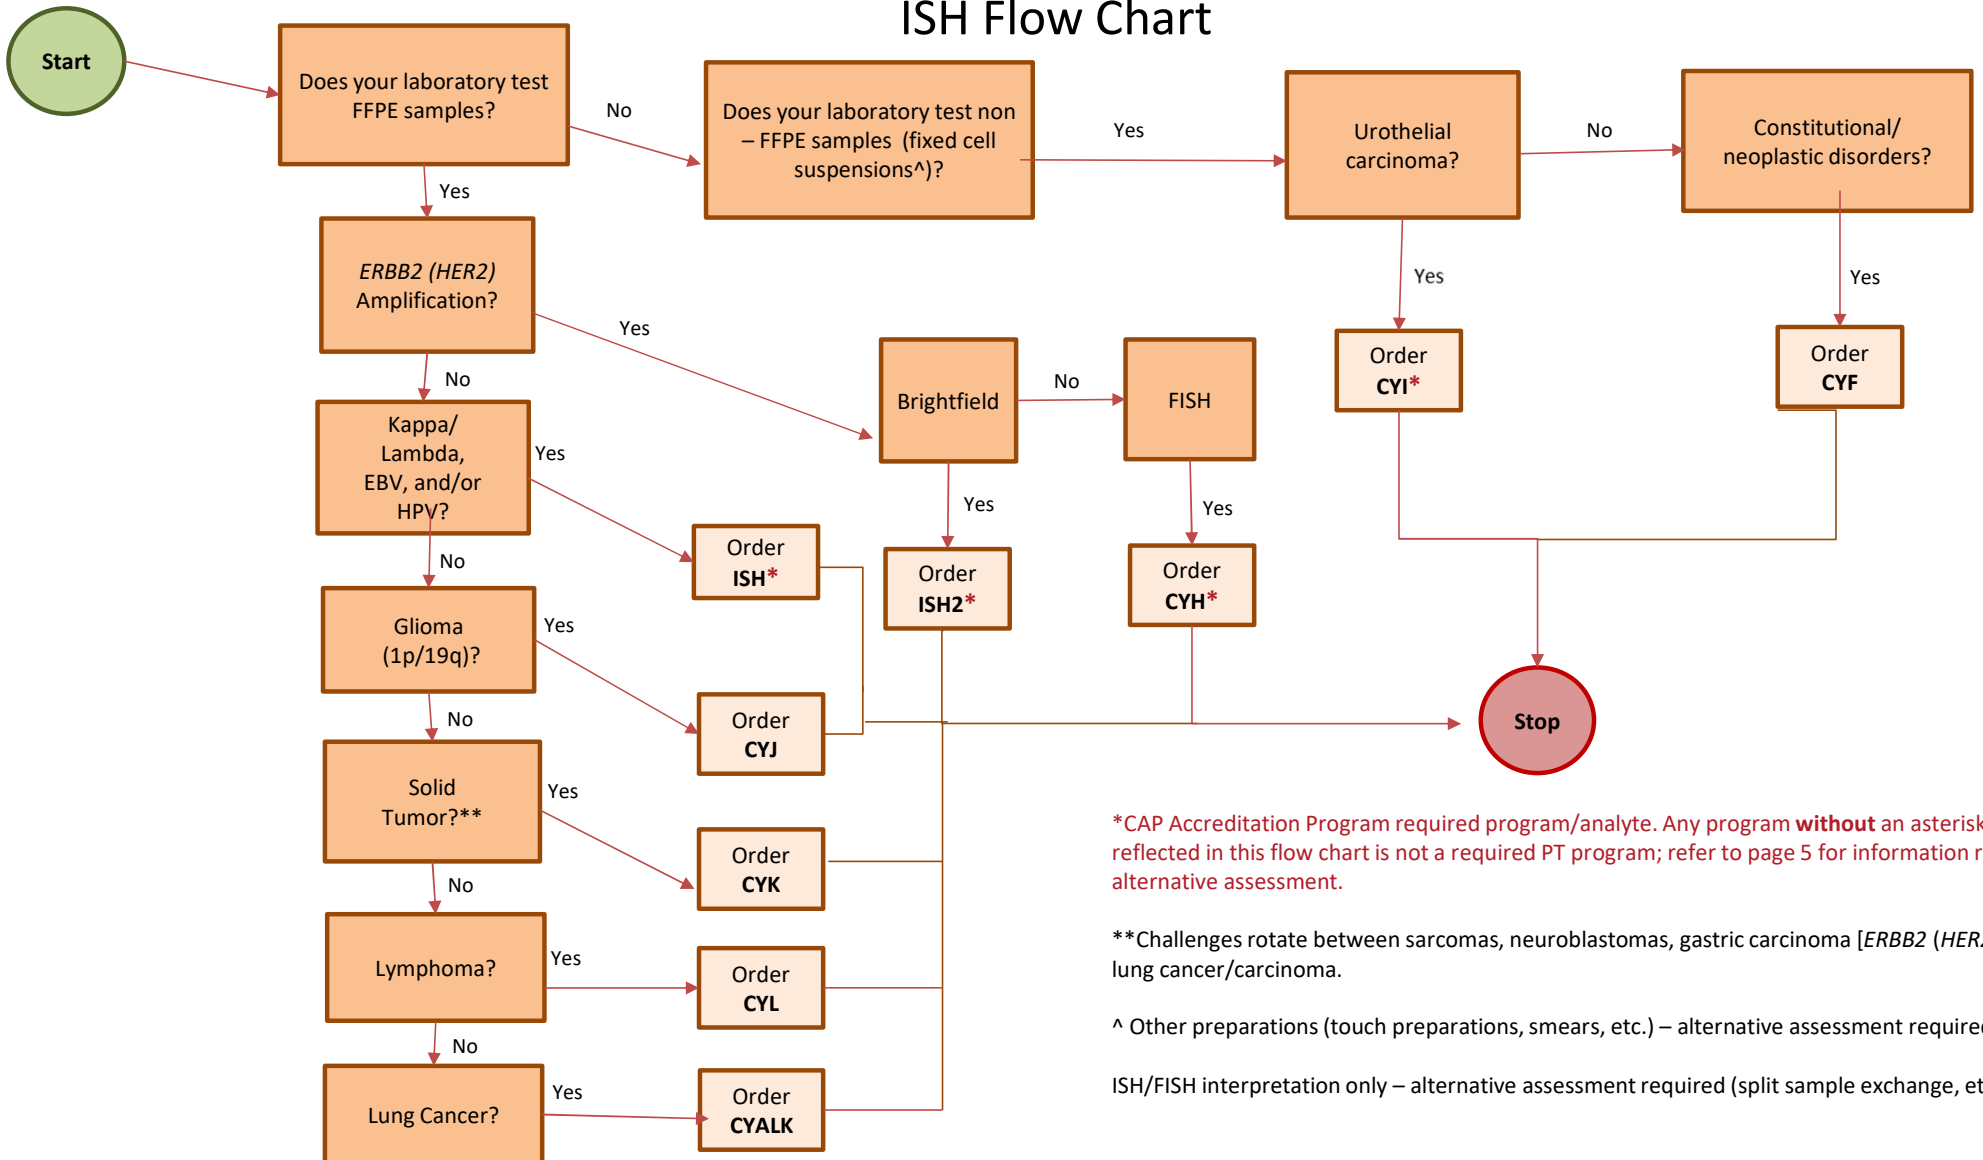 ISH Flow Chart
Start
Does your laboratory test
FFPE samples?
No
Does your laboratory test non
– FFPE samples (fixed cell
suspensions^)?
Yes
Urothelial
carcinoma?
No
Constitutional/
neoplastic disorders?
Yes
ERBB2 (HER2)
Amplification?
Yes
Yes
Yes
No
Brightfield
No
FISH
Order
CYI*
Order
CYF
Kappa/
Lambda,
EBV, and/or
HPV?
Yes
Yes
Yes
No
Order
ISH*
Order
ISH2*
Order
CYH*
Glioma
(1p/19q)?
Yes
No
Order
CYJ
Stop
Solid
Tumor?**
Yes
No
Order
CYK
Lymphoma?
Yes
No
Order
CYL
Lung Cancer?
Yes
Order
CYALK
*CAP Accreditation Program required program/analyte. Any program without an asterisk
reflected in this flow chart is not a required PT program; refer to page 5 for information
alternative assessment.
**Challenges rotate between sarcomas, neuroblastomas, gastric carcinoma [ERBB2
lung cancer/carcinoma.
^ Other preparations (touch preparations, smears, etc.) – alternative assessment required
ISH/FISH interpretation only – alternative assessment required (split sample exchange,